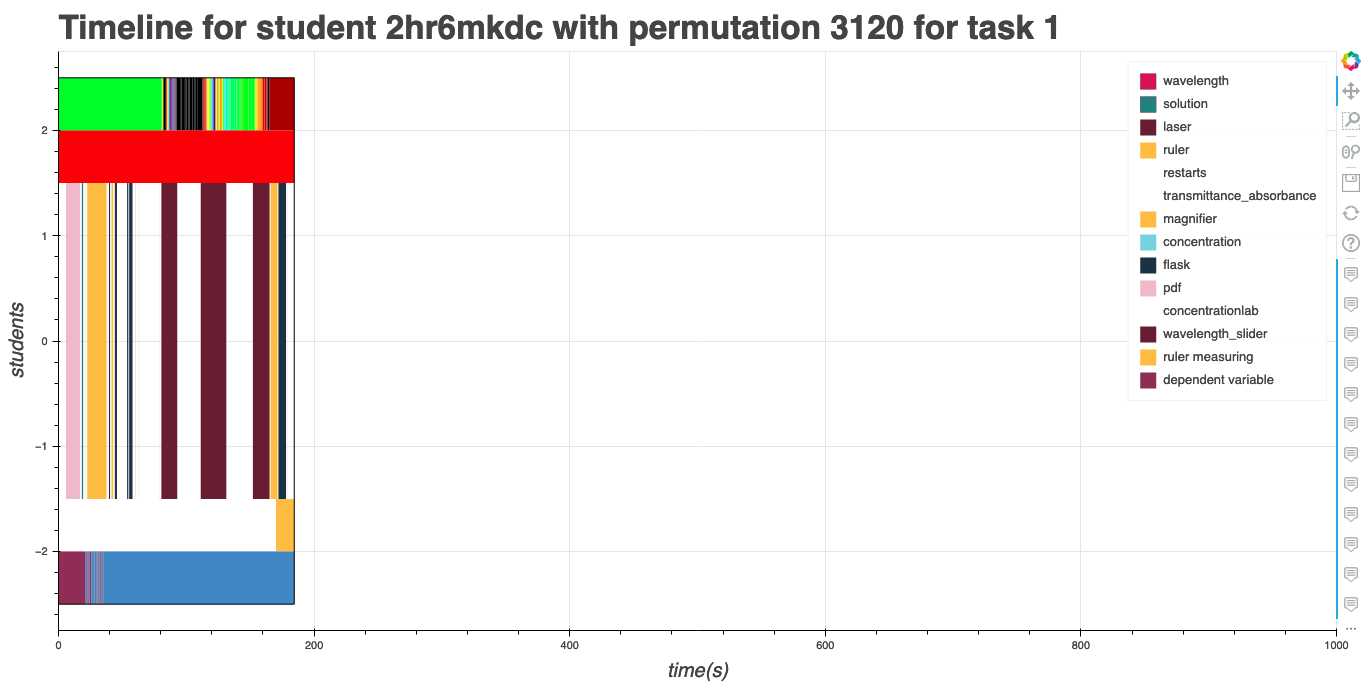 Timeline for student 2hr6mkdc with permutation 3120 for task 1
wavelength
solution
laser
ruler
restarts
transmittance_absorbance
magnifier
concentration
flask
pdf
concentrationlab
wavelength_slider
ruler measuring
dependent variable
2
1
0
−1
−2
students
0 200 400 600 800 1000
time(s)